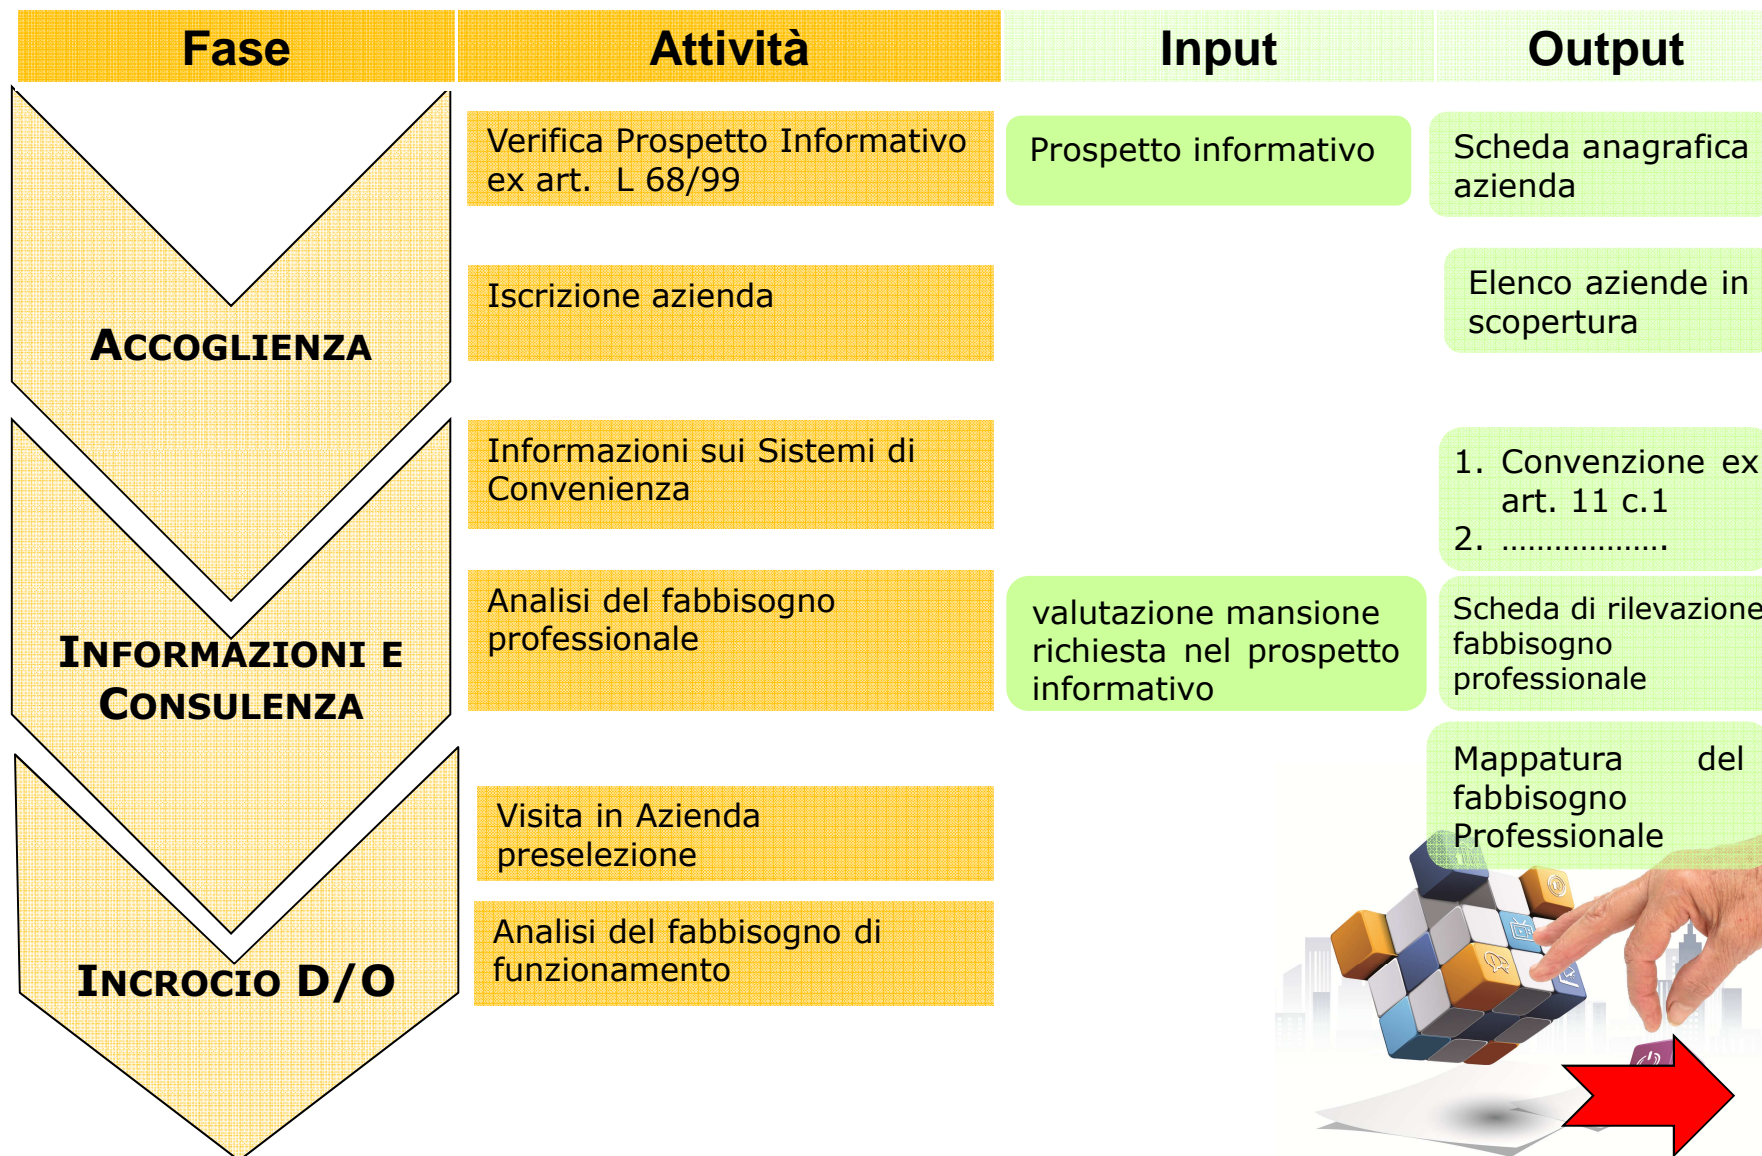 Fase
Attività
Input
Output
ACCOGLIENZA
Verifica Prospetto Informativo
ex art. L 68/99
Prospetto informativo
Scheda anagrafica
azienda
Iscrizione azienda
Elenco aziende in
scopertura
INFORMAZIONI E
CONSULENZA
Informazioni sui Sistemi di
Convenienza
1. Convenzione ex
art. 11 c.1
2. ……………….
Analisi del fabbisogno
professionale
valutazione mansione
richiesta nel prospetto
informativo
Scheda di rilevazione
fabbisogno
professionale
INCROCIO D/O
Visita in Azienda
preselezione
Mappatura del
fabbisogno
Professionale
Analisi del fabbisogno di
funzionamento